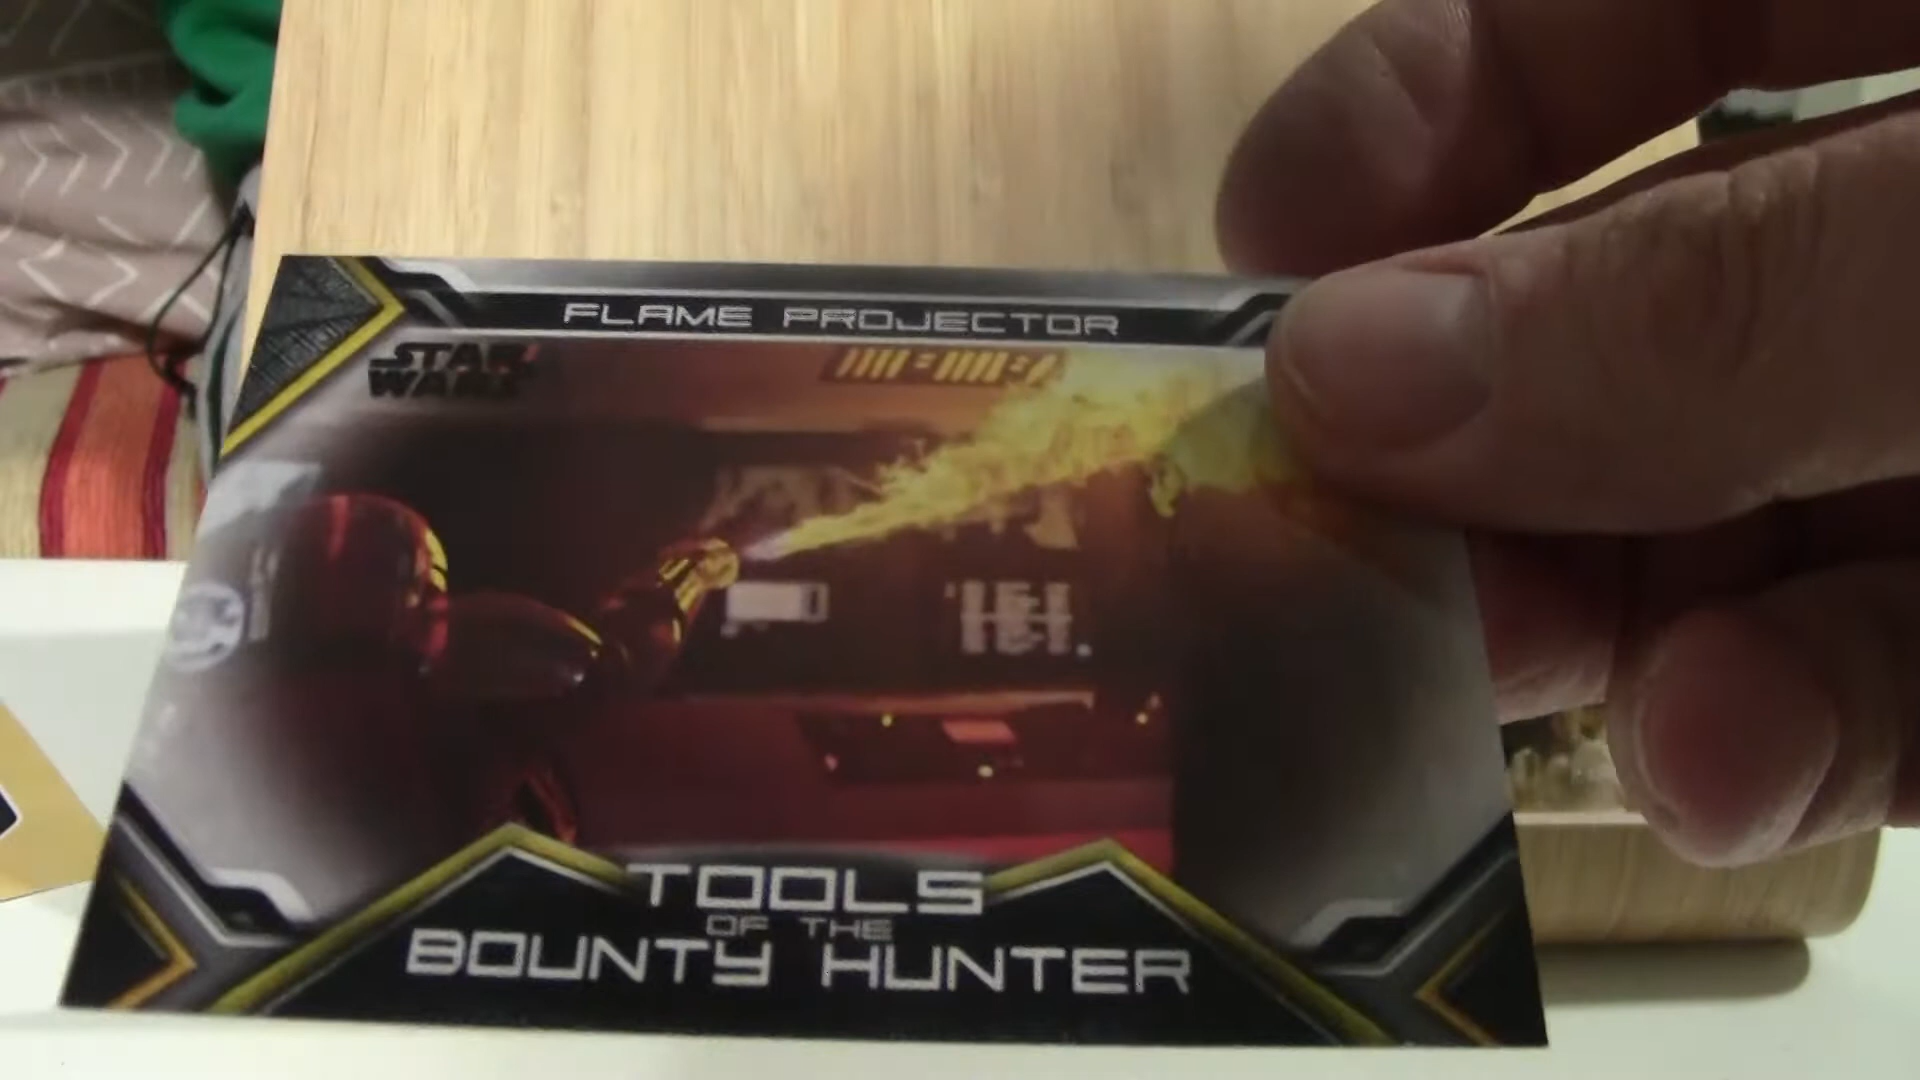 FLAME PROJECTOR
STAR
WARS
TOOLS
OF THE
BOUNTY HUNTER